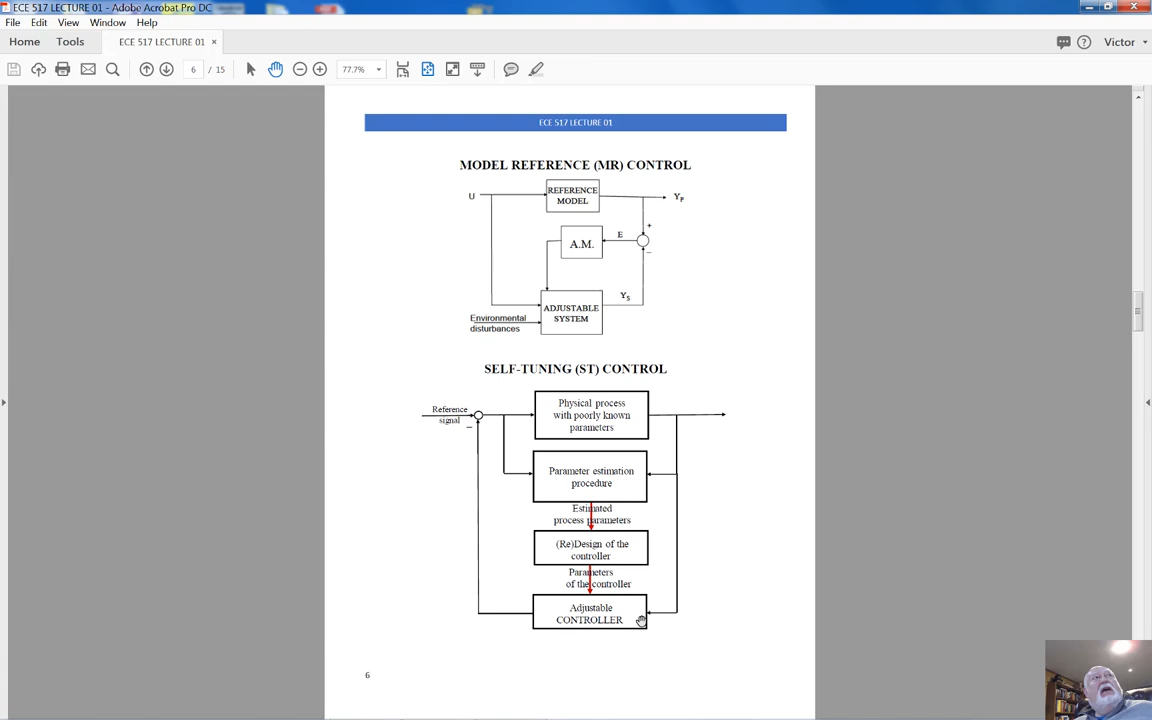 ECE 517 LECTURE 01 - Adobe Acrobat Pro DC
File Edit View Window Help
Home Tools ECE 517 LECTURE 01 × Victor
6 / 15 77.7%
ECE 517 LECTURE 01
MODEL REFERENCE (MR) CONTROL
U
REFERENCE
MODEL
YP
+
E
A.M.
–
YS
ADJUSTABLE
SYSTEM
Environmental
disturbances
SELF-TUNING (ST) CONTROL
Reference
signal
–
Physical process
with poorly known
parameters
Parameter estimation
procedure
Estimated
process parameters
(Re)Design of the
controller
Parameters
of the controller
Adjustable
CONTROLLER
6